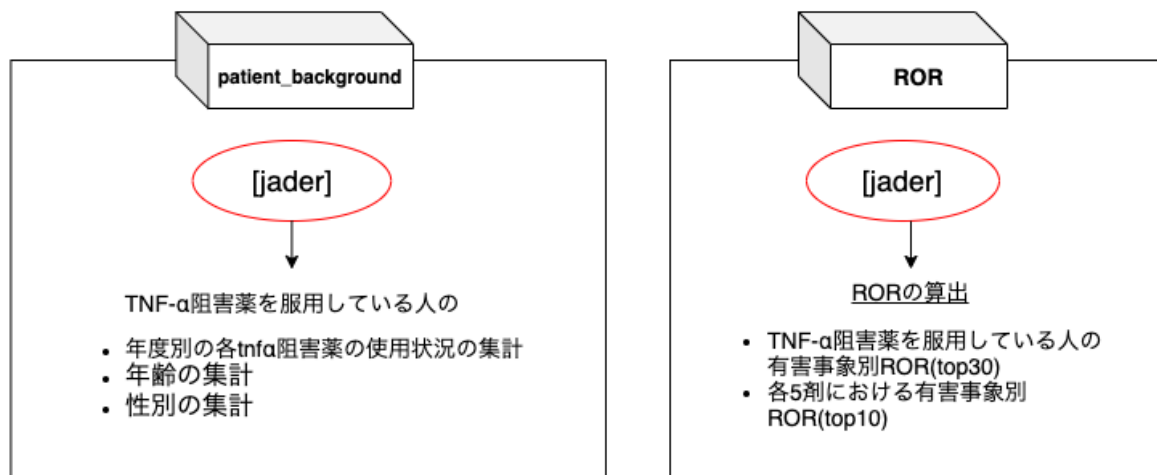 patient_background
[jader]
TNF-α阻害薬を服用している人の
• 年度別の各tnfα阻害薬の使用状況の集計
• 年齢の集計
• 性別の集計
ROR
[jader]
RORの算出
• TNF-α阻害薬を服用している人の
有害事象別ROR(top30)
• 各5剤における有害事象別
ROR(top10)